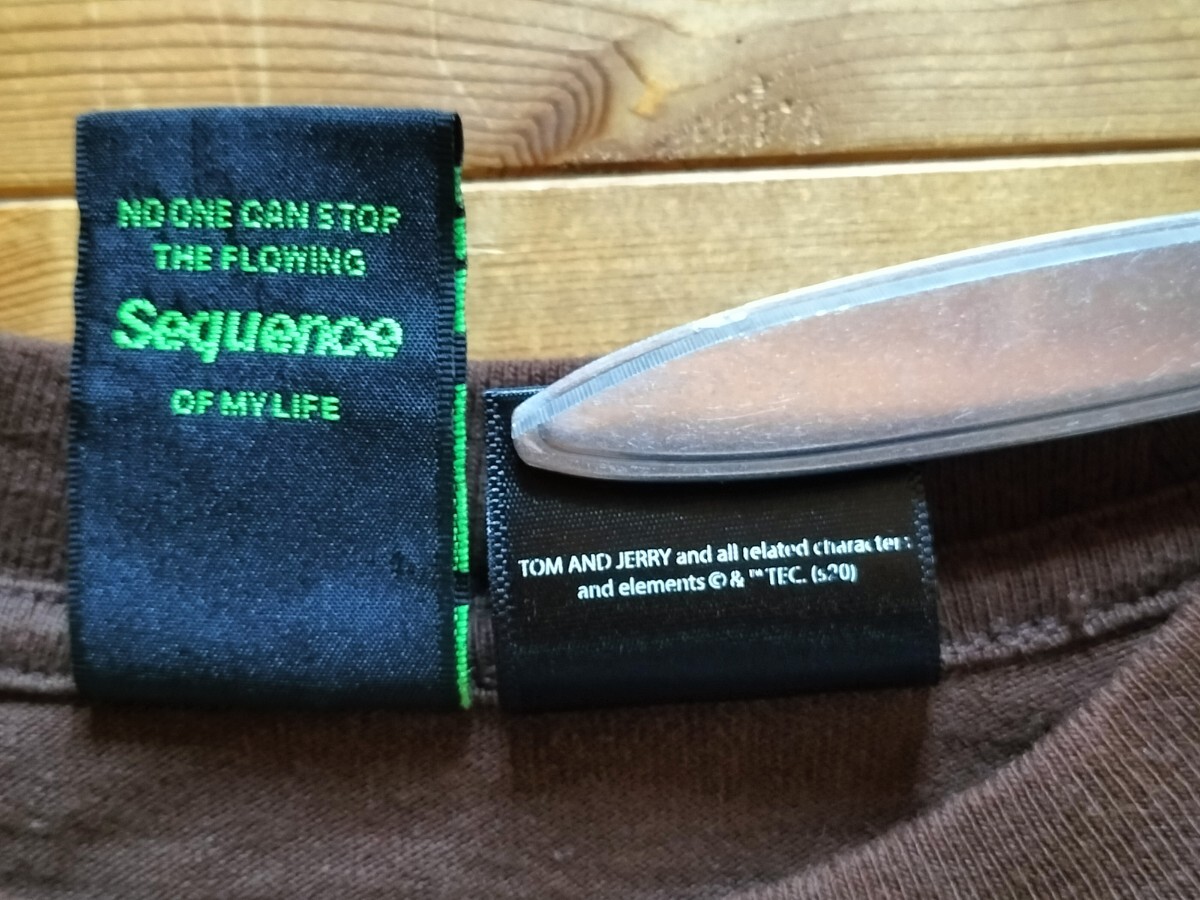 NO ONE CAN STOP
THE FLOWING
Sequence
OF MY LIFE
TOM AND JERRY and all related characters
and elements © & ™ TEC. (s20)